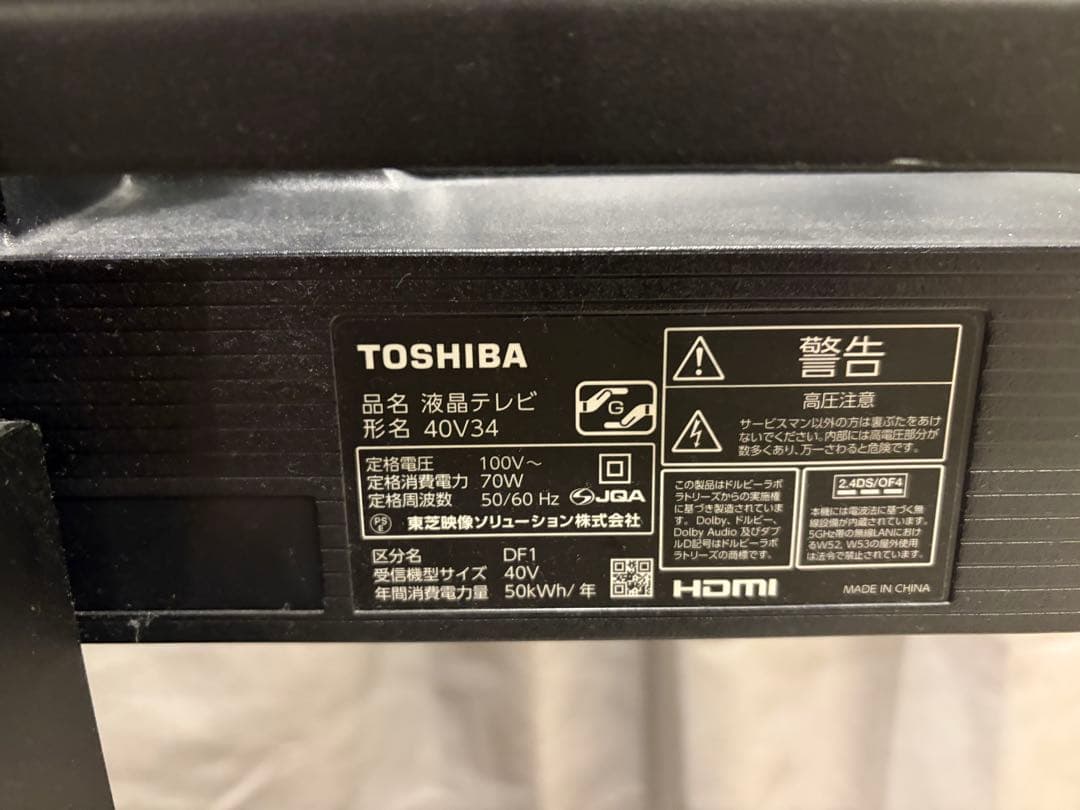 TOSHIBA
品名 液晶テレビ
形名 40V34
G
定格電圧 100V～
定格消費電力 70W
定格周波数 50/60 Hz
JQA
PSE 東芝映像ソリューション株式会社
区分名 DF1
受信機型サイズ 40V
年間消費電力量 50kWh/年
警告
高圧注意
サービスマン以外の方は裏ぶたをあけ
ないでください。内部には高電圧部分が
数多くあり、万一さわると危険です。
この製品はドルビーラボ
ラトリーズからの実施権
に基づき製造されていま
す。Dolby、ドルビー、
Dolby Audio 及びダブ
ルD記号はドルビーラボ
ラトリーズの商標です。
2.4DS/OF4
本機には電波法に基づく無
線設備が内蔵されています。
5GHz帯の無線LANにおけ
るW52、W53の屋外使用
は法令で禁止されています。
HDMI
MADE IN CHINA